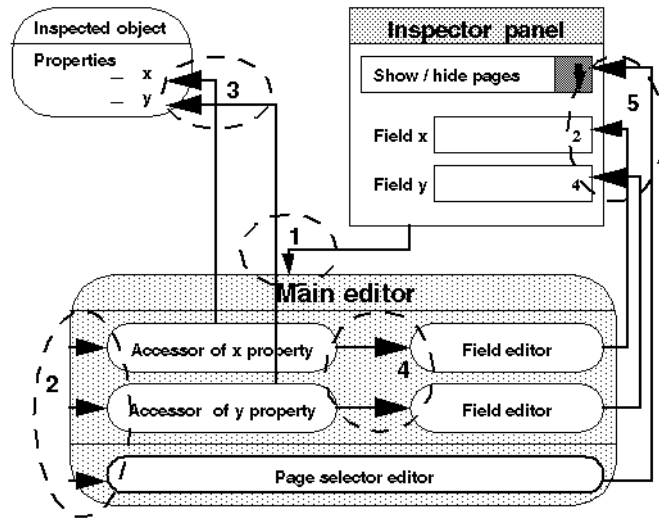 Inspected object
Properties
_ x
_ y
3
Inspector panel
Show / hide pages
5
Field x 2
Field y 4
1
Main editor
2
Accessor of x property
Field editor
4
Accessor of y property
Field editor
Page selector editor